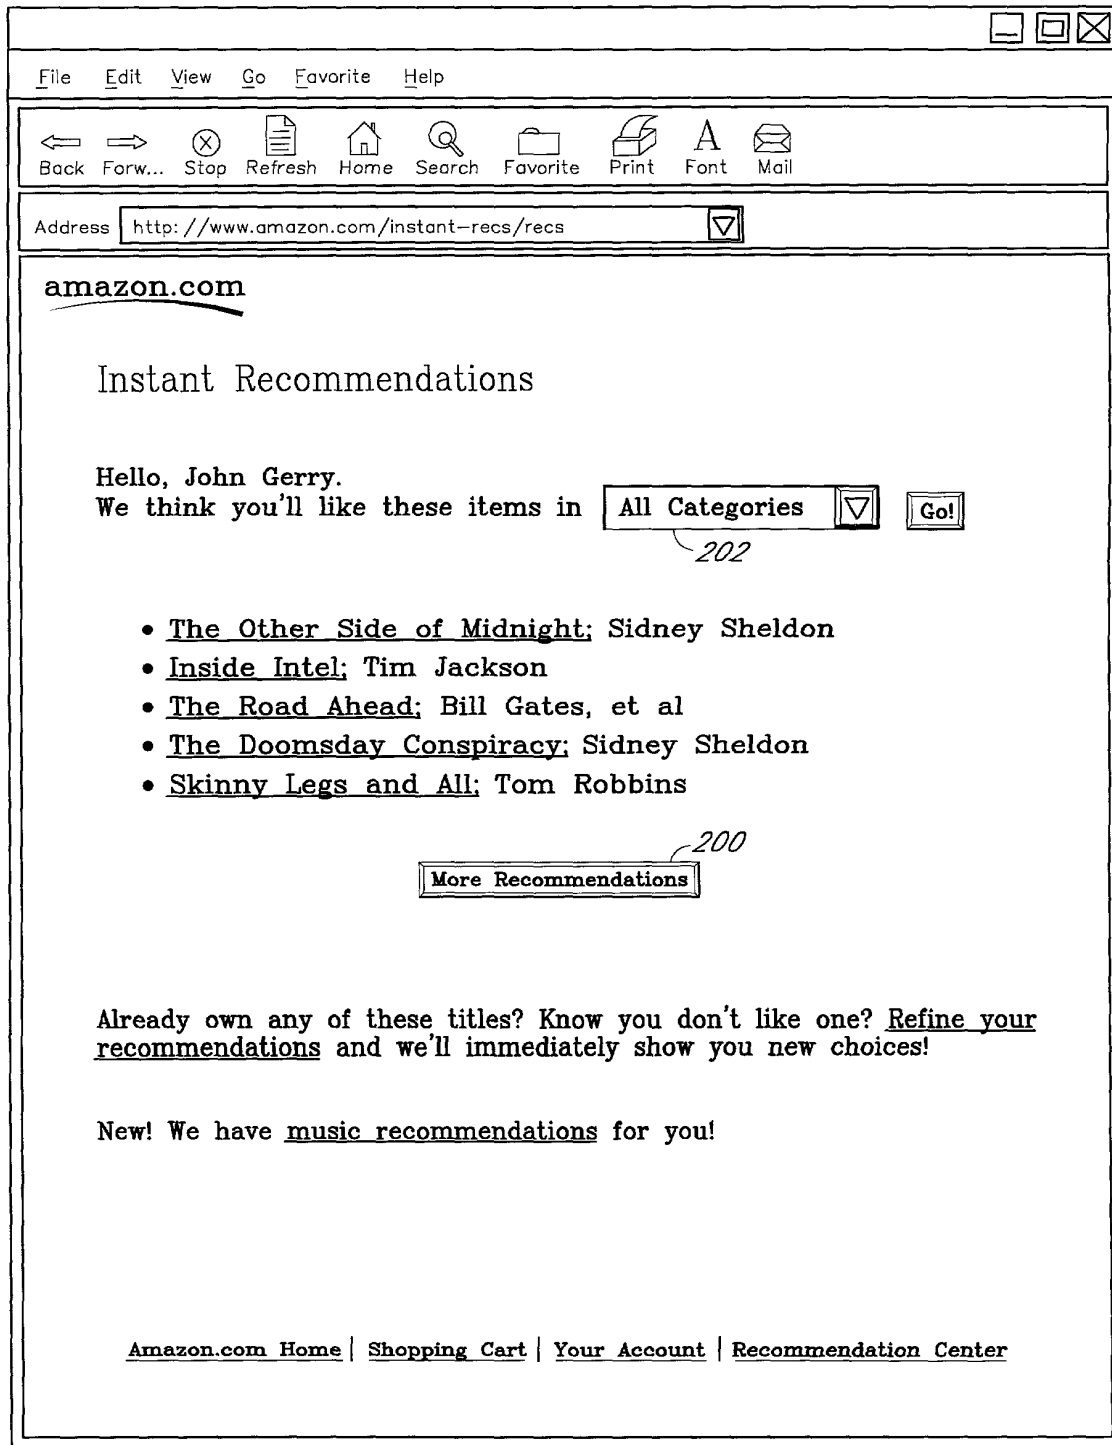 File Edit View Go Favorite Help
Back Forw... Stop Refresh Home Search Favorite Print Font Mail
Address http://www.amazon.com/instant-recs/recs
amazon.com
Instant Recommendations
Hello, John Gerry.
We think you'll like these items in All Categories Go!
202
• The Other Side of Midnight; Sidney Sheldon
• Inside Intel; Tim Jackson
• The Road Ahead; Bill Gates, et al
• The Doomsday Conspiracy; Sidney Sheldon
• Skinny Legs and All; Tom Robbins
200
More Recommendations
Already own any of these titles? Know you don't like one? Refine your
recommendations and we'll immediately show you new choices!
New! We have music recommendations for you!
Amazon.com Home | Shopping Cart | Your Account | Recommendation Center